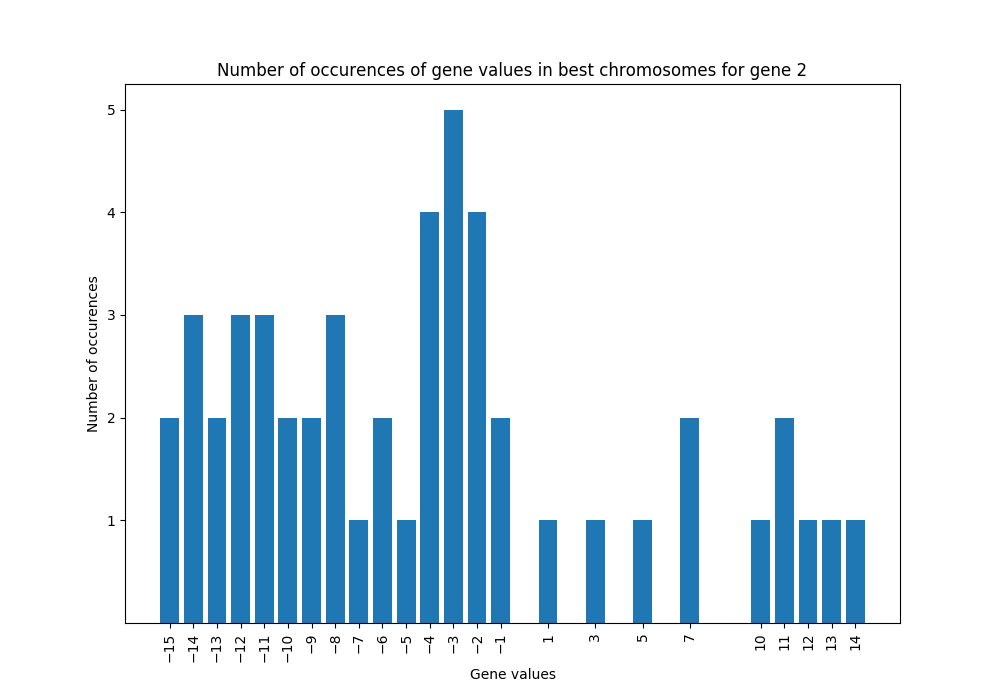 Number of occurences of gene values in best chromosomes for gene 2
5
4
3
2
1
Number of occurences
−15 −14 −13 −12 −11 −10 −9 −8 −7 −6 −5 −4 −3 −2 −1 1 3 5 7 10 11 12 13 14
Gene values